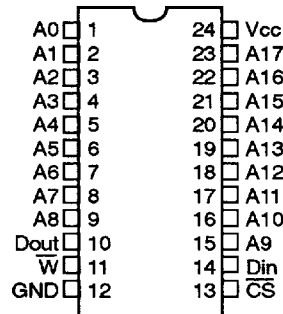 A0 1 24 Vcc
A1 2 23 A17
A2 3 22 A16
A3 4 21 A15
A4 5 20 A14
A5 6 19 A13
A6 7 18 A12
A7 8 17 A11
A8 9 16 A10
Dout 10 15 A9
W̅ 11 14 Din
GND 12 13 C̅S̅